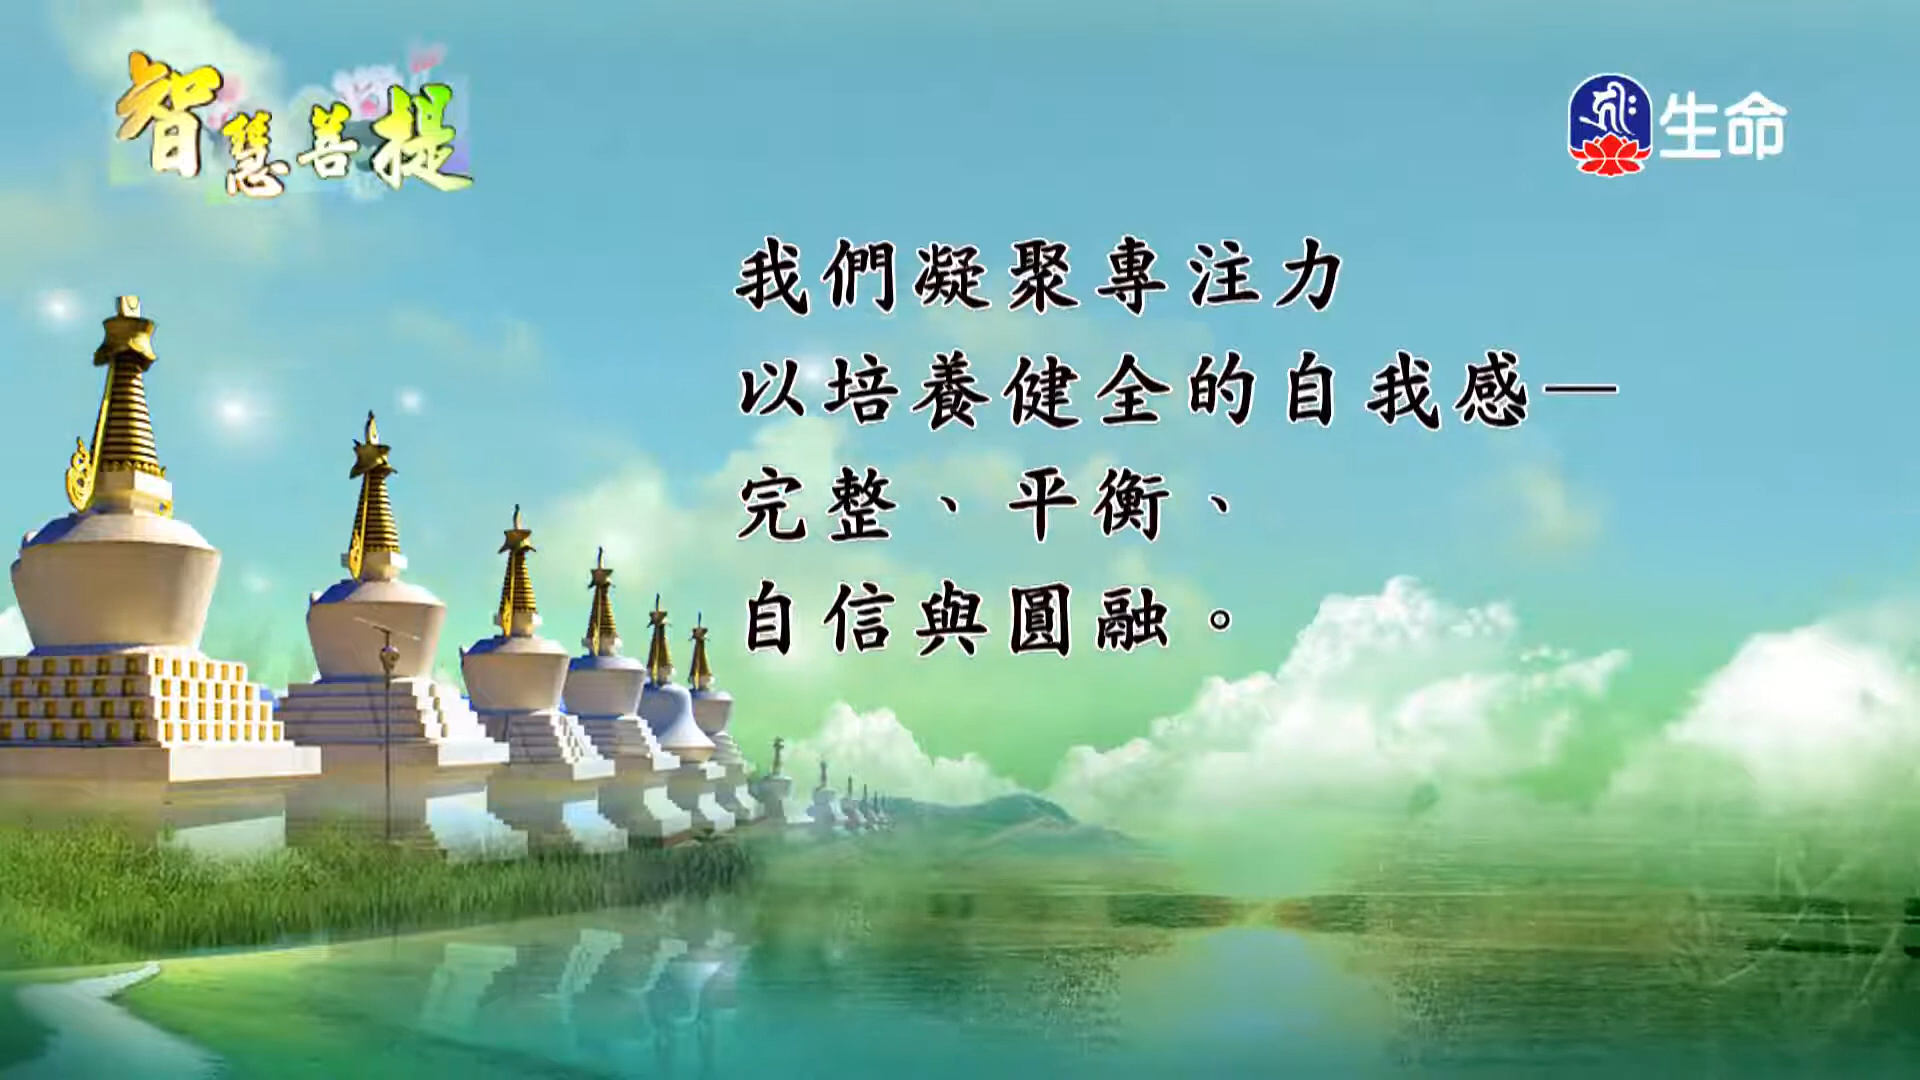 智慧菩提
生命
我們凝聚專注力
以培養健全的自我感—
完整、平衡、
自信與圓融。